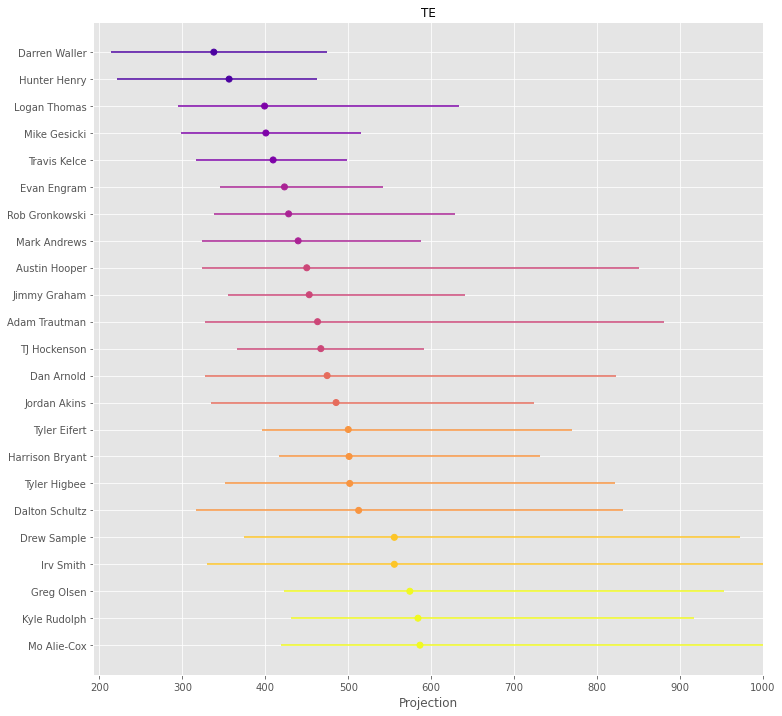 TE
Darren Waller
Hunter Henry
Logan Thomas
Mike Gesicki
Travis Kelce
Evan Engram
Rob Gronkowski
Mark Andrews
Austin Hooper
Jimmy Graham
Adam Trautman
TJ Hockenson
Dan Arnold
Jordan Akins
Tyler Eifert
Harrison Bryant
Tyler Higbee
Dalton Schultz
Drew Sample
Irv Smith
Greg Olsen
Kyle Rudolph
Mo Alie-Cox
200 300 400 500 600 700 800 900 1000
Projection